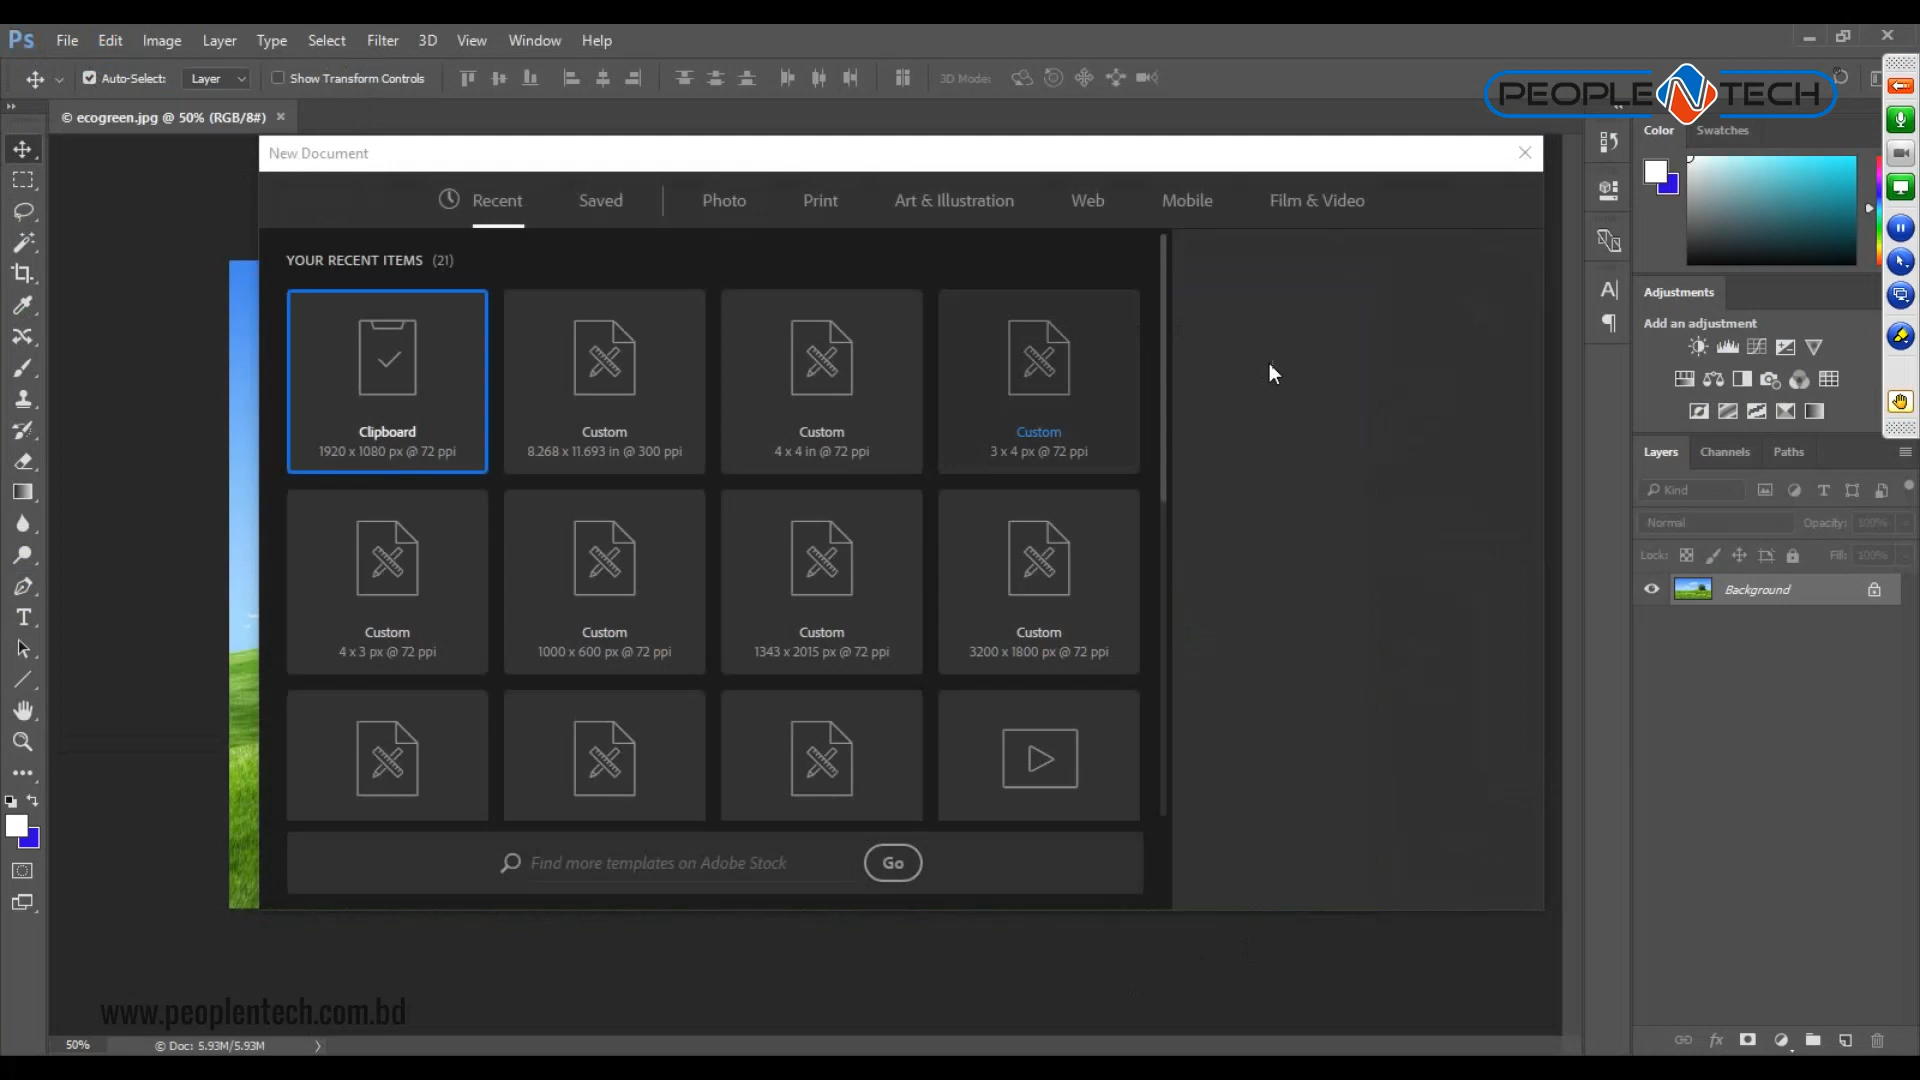 Ps File Edit Image Layer Type Select Filter 3D View Window Help
Auto-Select: Layer Show Transform Controls 3D Mode:
PEOPLE N TECH
© ecogreen.jpg @ 50% (RGB/8#) ×
Color Swatches
New Document
Recent Saved Photo Print Art & Illustration Web Mobile Film & Video
YOUR RECENT ITEMS (21)
Adjustments
Add an adjustment
Clipboard Custom Custom Custom
1920 x 1080 px @ 72 ppi 8.268 x 11.693 in @ 300 ppi 4 x 4 in @ 72 ppi 3 x 4 px @ 72 ppi
Layers Channels Paths
Kind
Normal Opacity: 100%
Lock: Fill: 100%
Background
Custom Custom Custom Custom
4 x 3 px @ 72 ppi 1000 x 600 px @ 72 ppi 1343 x 2015 px @ 72 ppi 3200 x 1800 px @ 72 ppi
Find more templates on Adobe Stock Go
www.peoplentech.com.bd
50% © Doc: 5.93M/5.93M
fx